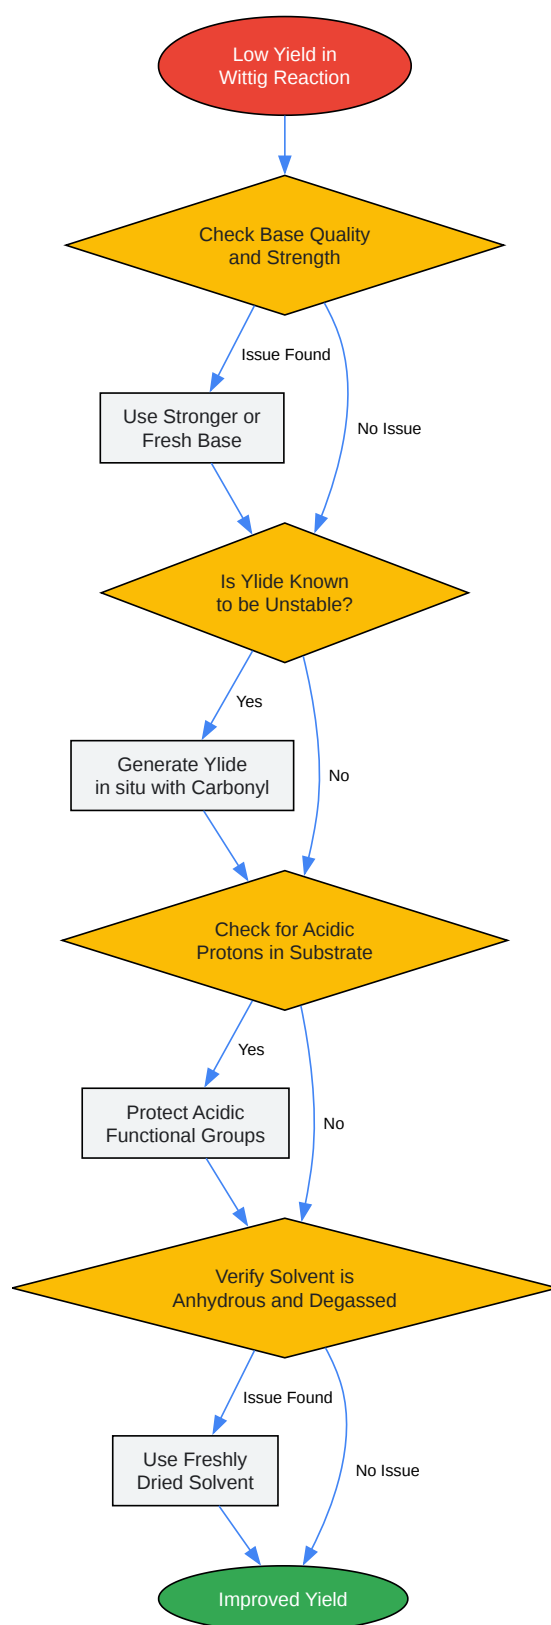 Low Yield in
Wittig Reaction
Check Base Quality
and Strength
Issue Found
Use Stronger or
Fresh Base
No Issue
Is Ylide Known
to be Unstable?
Yes
Generate Ylide
in situ with Carbonyl
No
Check for Acidic
Protons in Substrate
Yes
Protect Acidic
Functional Groups
No
Verify Solvent is
Anhydrous and Degassed
Issue Found
Use Freshly
Dried Solvent
No Issue
Improved Yield